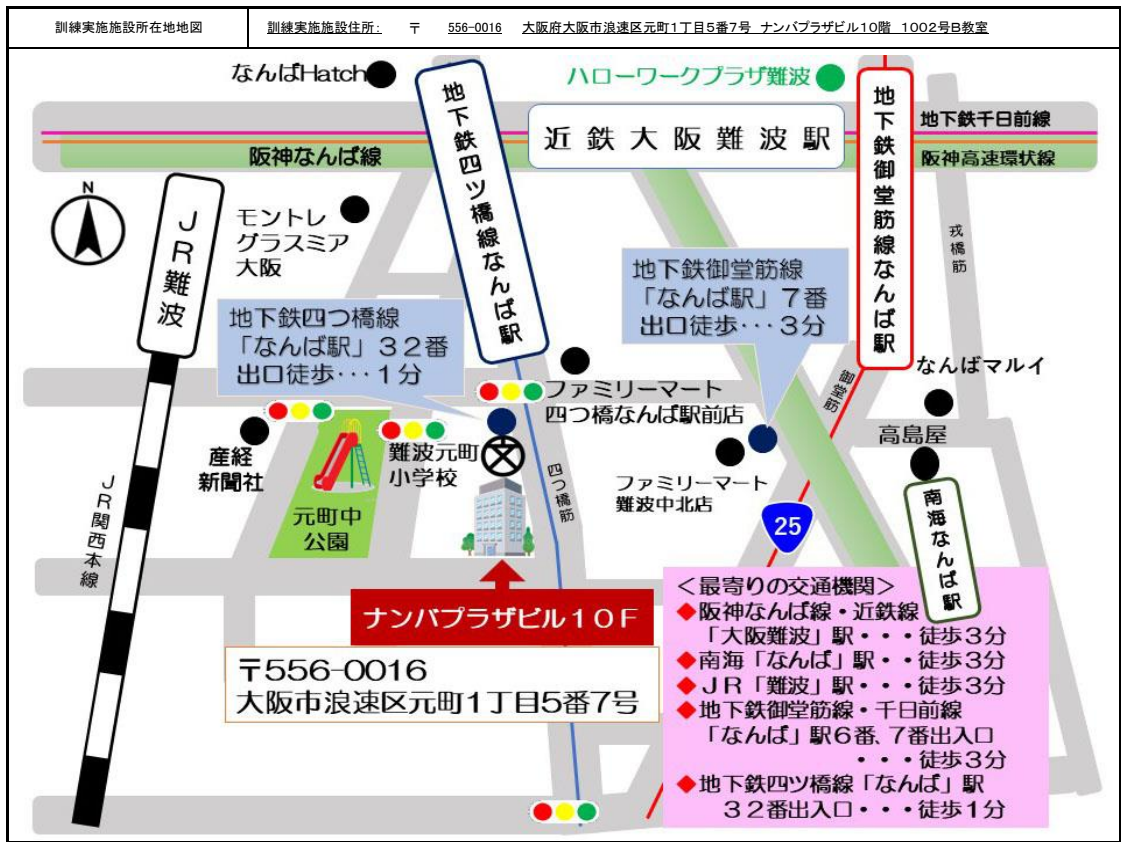 訓練実施施設所在地地図
訓練実施施設住所： 〒 556-0016 大阪府大阪市浪速区元町１丁目５番７号 ナンバプラザビル１０階 １００２号Ｂ教室
なんばHatch
ハローワークプラザ難波
地下鉄四ツ橋線なんば駅
近鉄大阪難波駅
地下鉄御堂筋線なんば駅
地下鉄千日前線
阪神なんば線
阪神高速環状線
N
ＪＲ難波
モントレ
グラスミア
大阪
戎橋筋
地下鉄御堂筋線
「なんば駅」７番
出口徒歩･･･３分
地下鉄四つ橋線
「なんば駅」３２番
出口徒歩･･･１分
なんばマルイ
ファミリーマート
四つ橋なんば駅前店
御堂筋
高島屋
産経
新聞社
難波元町
小学校
四つ橋筋
ファミリーマート
難波中北店
ＪＲ関西本線
元町中
公園
25
南海なんば駅
ナンバプラザビル１０Ｆ
〒556-0016
大阪市浪速区元町１丁目5番7号
＜最寄りの交通機関＞
◆阪神なんば線・近鉄線
「大阪難波」駅・・・徒歩３分
◆南海「なんば」駅・・徒歩３分
◆ＪＲ「難波」駅・・・徒歩３分
◆地下鉄御堂筋線・千日前線
「なんば」駅６番、７番出入口
・・・徒歩３分
◆地下鉄四ツ橋線「なんば」駅
３２番出入口・・・徒歩１分